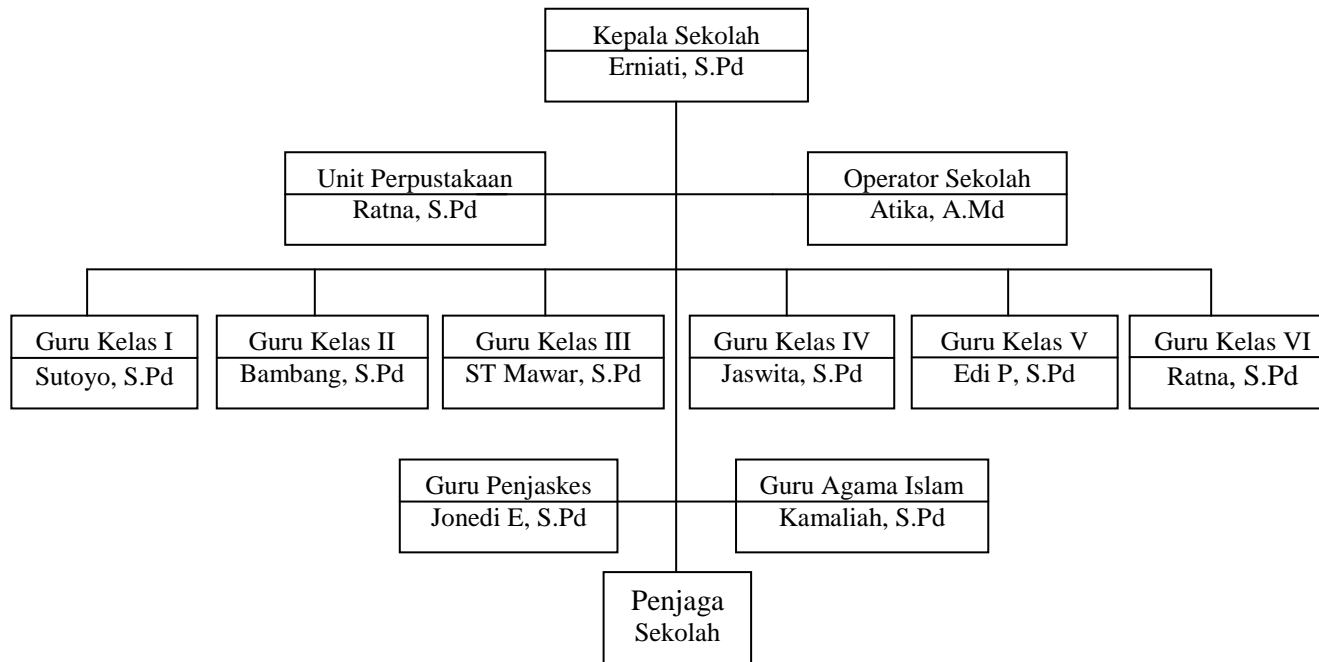 Kepala Sekolah
Erniati, S.Pd
Unit Perpustakaan
Ratna, S.Pd
Operator Sekolah
Atika, A.Md
Guru Kelas I
Sutoyo, S.Pd
Guru Kelas II
Bambang, S.Pd
Guru Kelas III
ST Mawar, S.Pd
Guru Kelas IV
Jaswita, S.Pd
Guru Kelas V
Edi P, S.Pd
Guru Kelas VI
Ratna, S.Pd
Guru Penjaskes
Jonedi E, S.Pd
Guru Agama Islam
Kamaliah, S.Pd
Penjaga
Sekolah